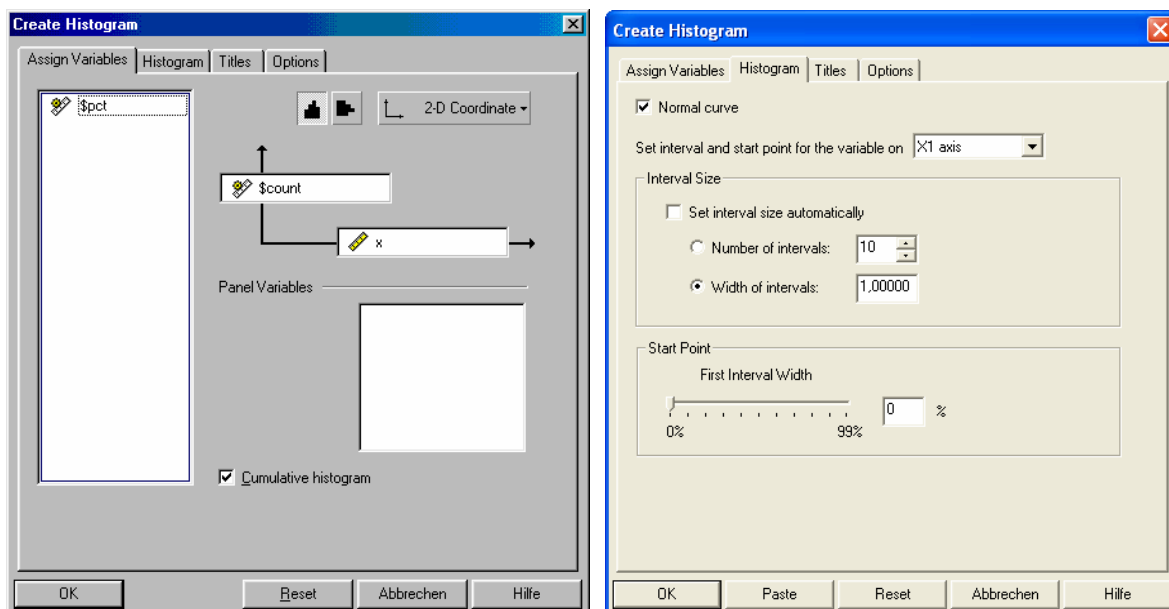 Create Histogram
Assign Variables Histogram Titles Options
$pct
2-D Coordinate
$count
x
Panel Variables
Cumulative histogram
OK Reset Abbrechen Hilfe
Create Histogram
Assign Variables Histogram Titles Options
Normal curve
Set interval and start point for the variable on X1 axis
Interval Size
Set interval size automatically
Number of intervals: 10
Width of intervals: 1,00000
Start Point
First Interval Width
0 %
0% 99%
OK Paste Reset Abbrechen Hilfe